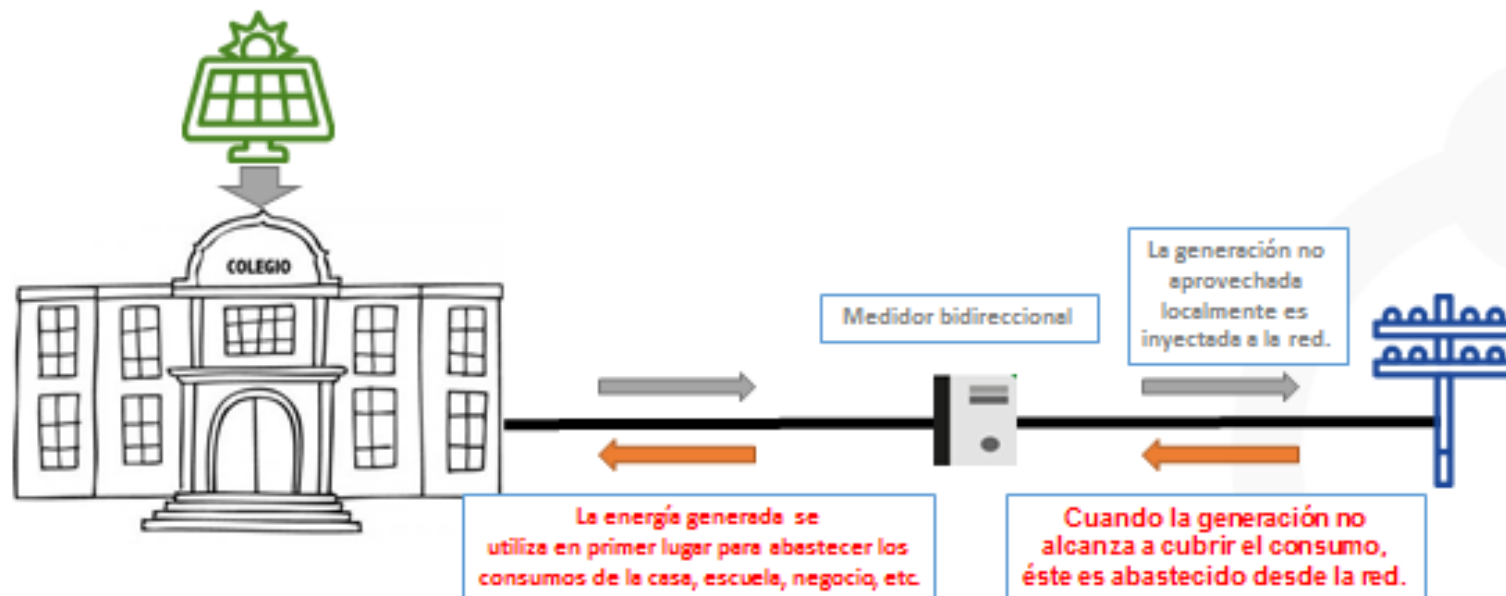 COLEGIO
Medidor bidireccional
La generación no
aprovechada
localmente es
inyectada a la red.
La energía generada se
utiliza en primer lugar para abastecer los
consumos de la casa, escuela, negocio, etc.
Cuando la generación no
alcanza a cubrir el consumo,
éste es abastecido desde la red.